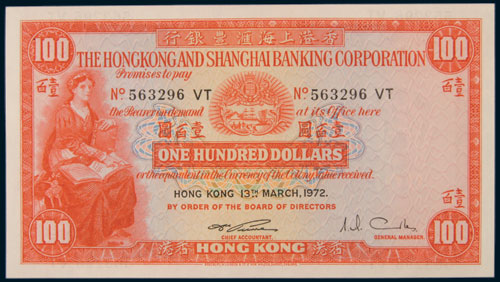 行銀理滙海上港香
100 100
THE HONGKONG AND SHANGHAI BANKING CORPORATION
Promises to pay
百壹 No 563296 VT No 563296 VT 百壹
the Bearer on demand at its Office here
圓百壹 圓百壹
ONE HUNDRED DOLLARS
or the equivalent in the Currency of the Colony value received.
HONG KONG 13TH MARCH, 1972.
BY ORDER OF THE BOARD OF DIRECTORS
百壹
CHIEF ACCOUNTANT. GENERAL MANAGER.
100 港香 HONG KONG 港香 100